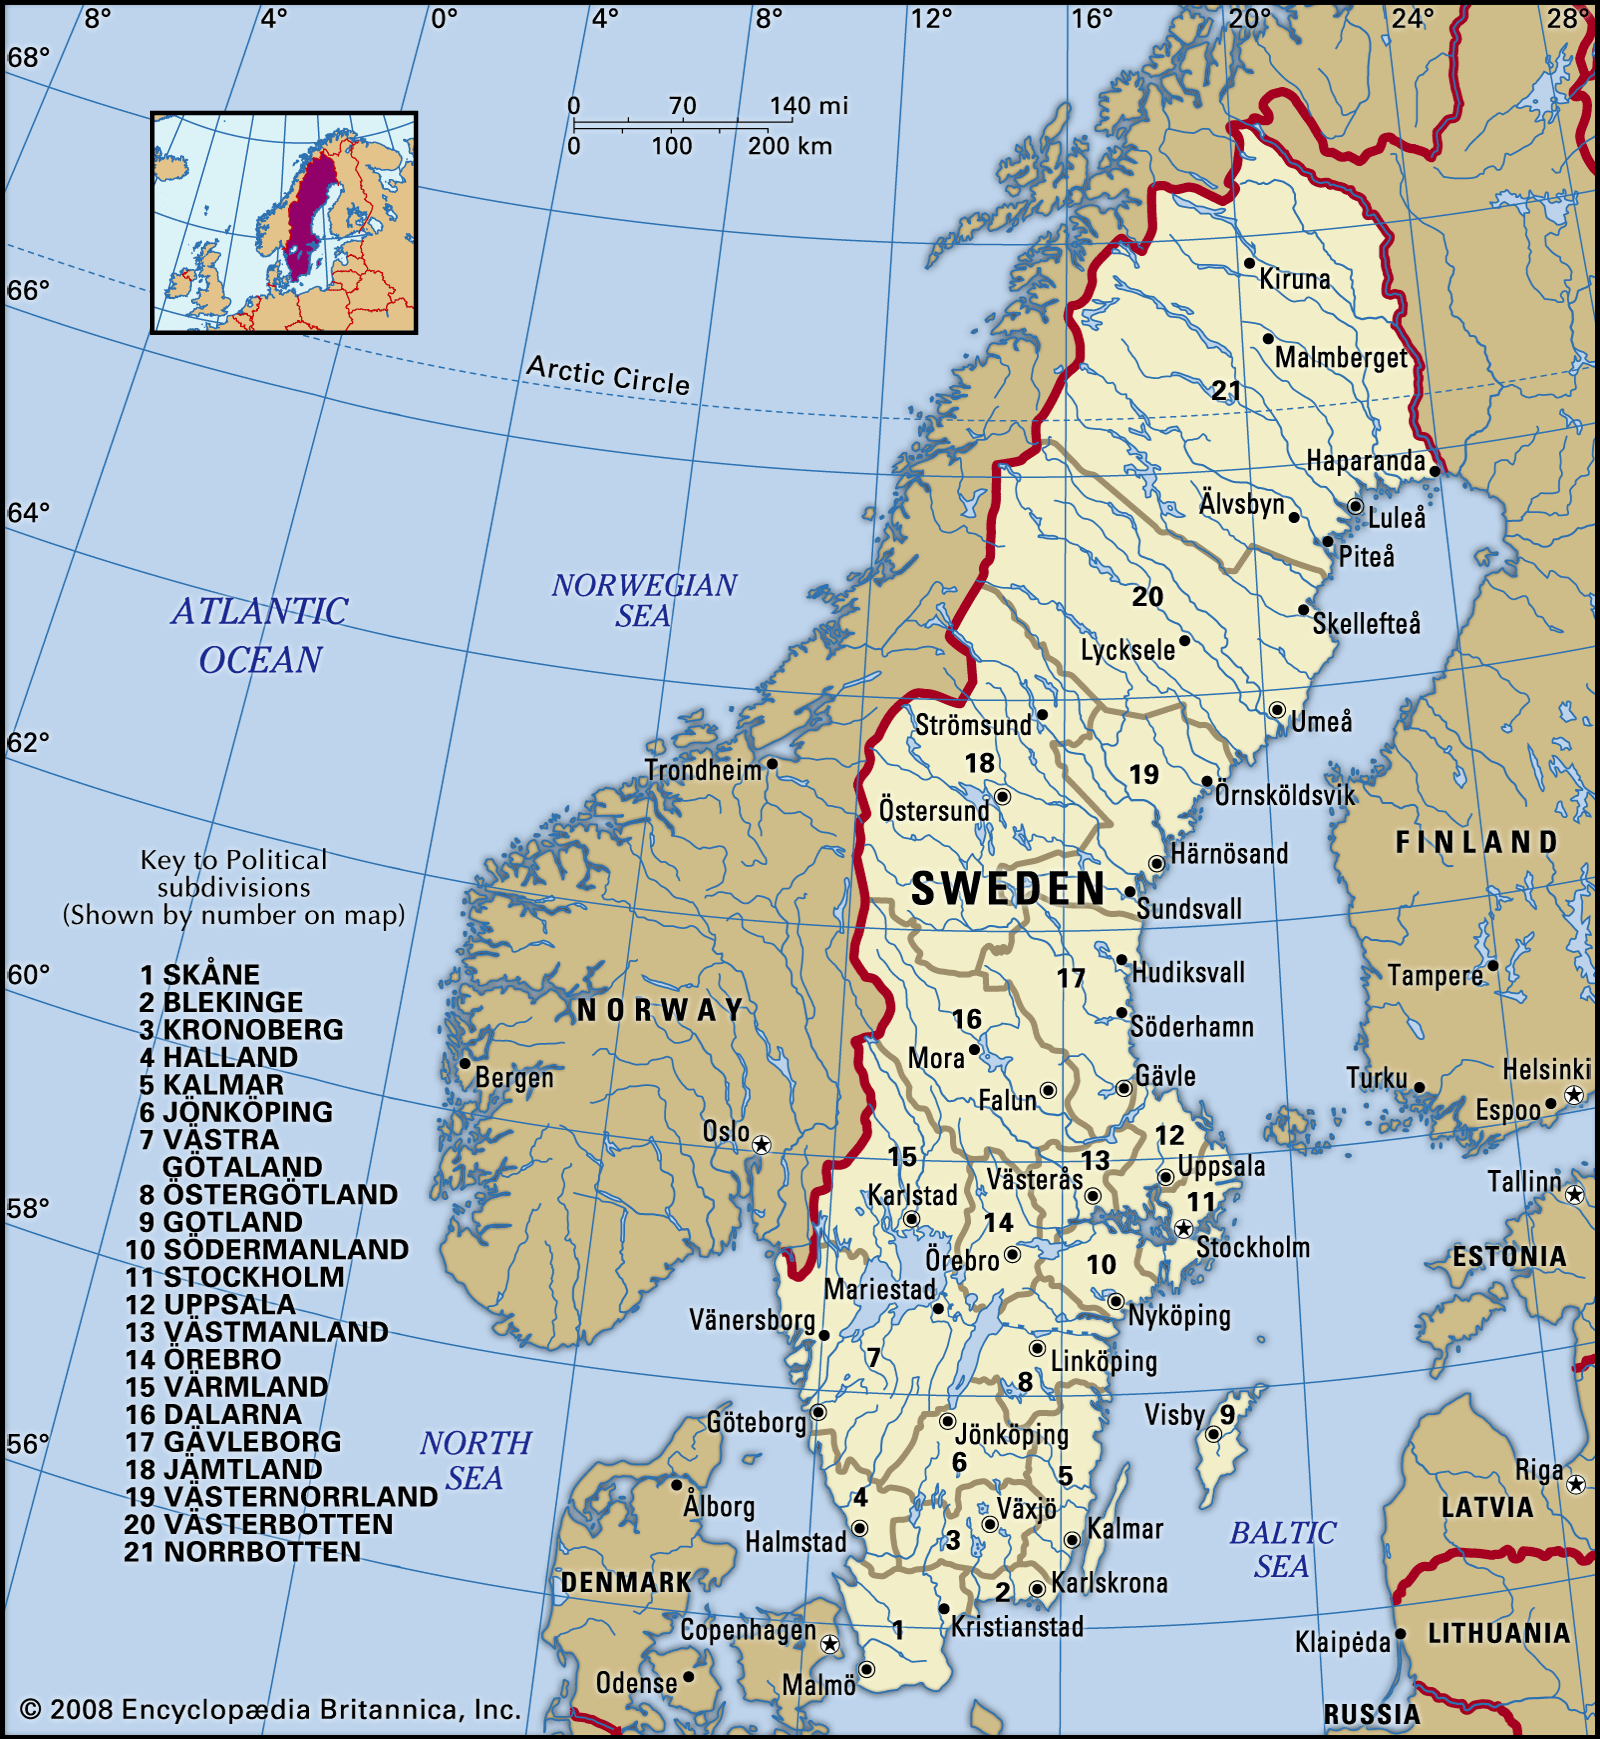 8°
4°
0°
4°
8°
12°
16°
20°
24°
28°
68°
66°
64°
62°
60°
58°
56°
0 70 140 mi
0 100 200 km
Arctic Circle
Kiruna
Malmberget
21
Haparanda
Älvsbyn
Luleå
Piteå
NORWEGIAN
SEA
ATLANTIC
OCEAN
20
Skellefteå
Lycksele
Umeå
Strömsund
18
19
Trondheim
Örnsköldsvik
Östersund
FINLAND
Härnösand
SWEDEN
Sundsvall
Key to Political
subdivisions
(Shown by number on map)
1 SKÅNE
2 BLEKINGE
3 KRONOBERG
4 HALLAND
5 KALMAR
6 JÖNKÖPING
7 VÄSTRA
GÖTALAND
8 ÖSTERGÖTLAND
9 GOTLAND
10 SÖDERMANLAND
11 STOCKHOLM
12 UPPSALA
13 VÄSTMANLAND
14 ÖREBRO
15 VÄRMLAND
16 DALARNA
17 GÄVLEBORG
18 JÄMTLAND
19 VÄSTERNORRLAND
20 VÄSTERBOTTEN
21 NORRBOTTEN
17
Hudiksvall
Tampere
NORWAY
16
Söderhamn
Mora
Bergen
Falun
Gävle
Turku
Helsinki
Espoo
Oslo
12
15
13
Uppsala
Västerås
Karlstad
11
Tallinn
14
Stockholm
Örebro
10
ESTONIA
Mariestad
Vänersborg
Nyköping
7
Linköping
8
Göteborg
Visby
9
Jönköping
6
5
NORTH
SEA
Riga
4
Ålborg
Växjö
LATVIA
Halmstad
3
Kalmar
BALTIC
SEA
DENMARK
2
Karlskrona
Copenhagen
1
Kristianstad
Klaipėda
LITHUANIA
Odense
Malmö
RUSSIA
© 2008 Encyclopædia Britannica, Inc.